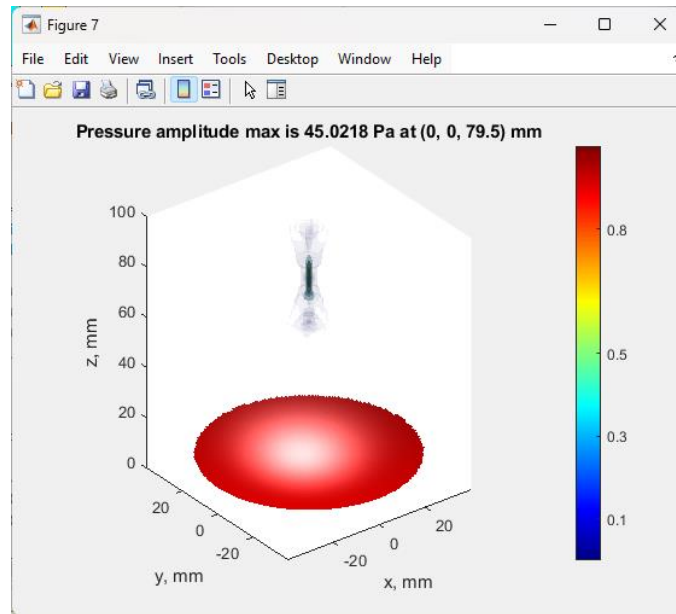 Figure 7
File Edit View Insert Tools Desktop Window Help
Pressure amplitude max is 45.0218 Pa at (0, 0, 79.5) mm
100
80
60
40
20
0
z, mm
20
0
-20
y, mm
-20
0
20
x, mm
0.8
0.5
0.3
0.1